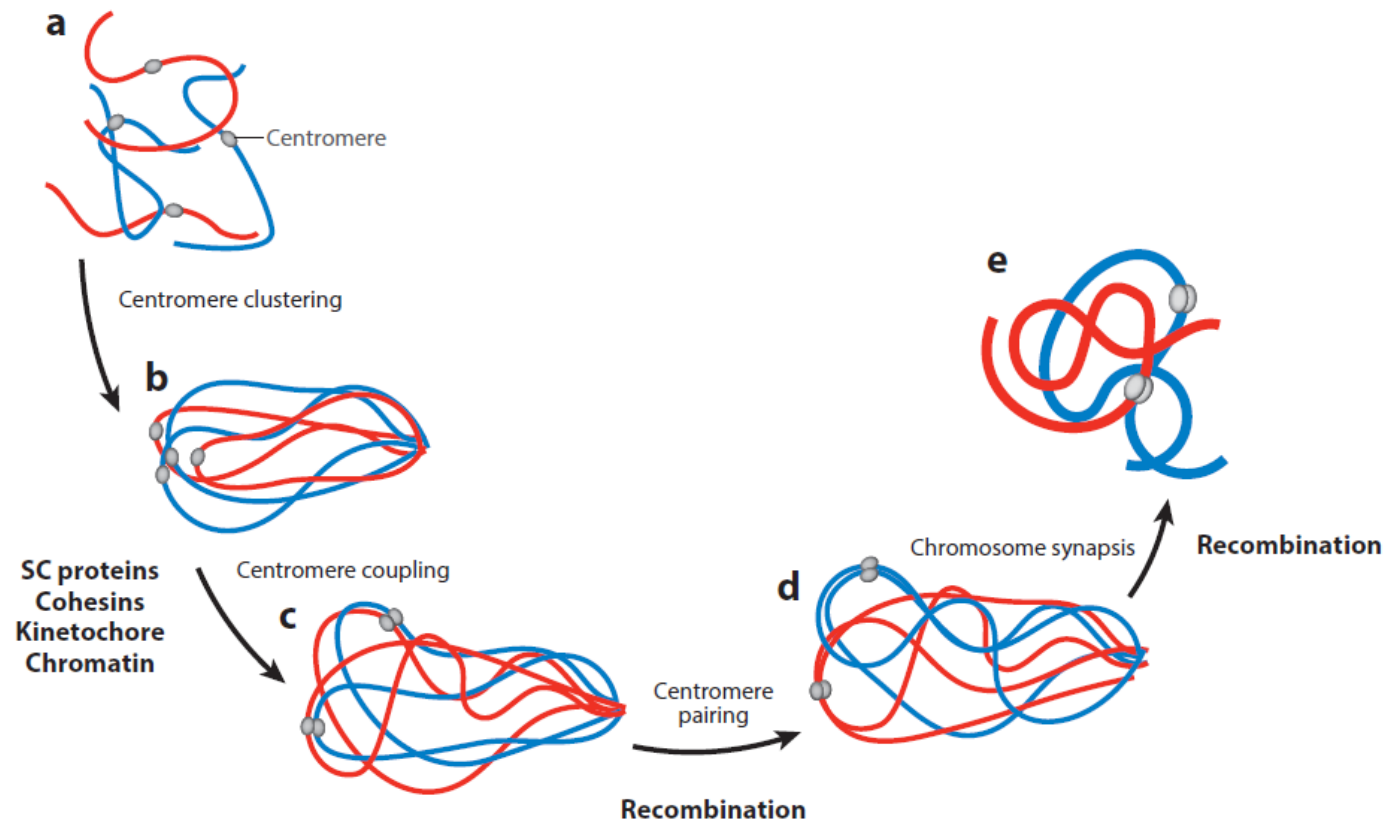 a
Centromere
Centromere clustering
b
SC proteins
Cohesins
Kinetochore
Chromatin
Centromere coupling
c
Centromere
pairing
Recombination
d
Chromosome synapsis
Recombination
e